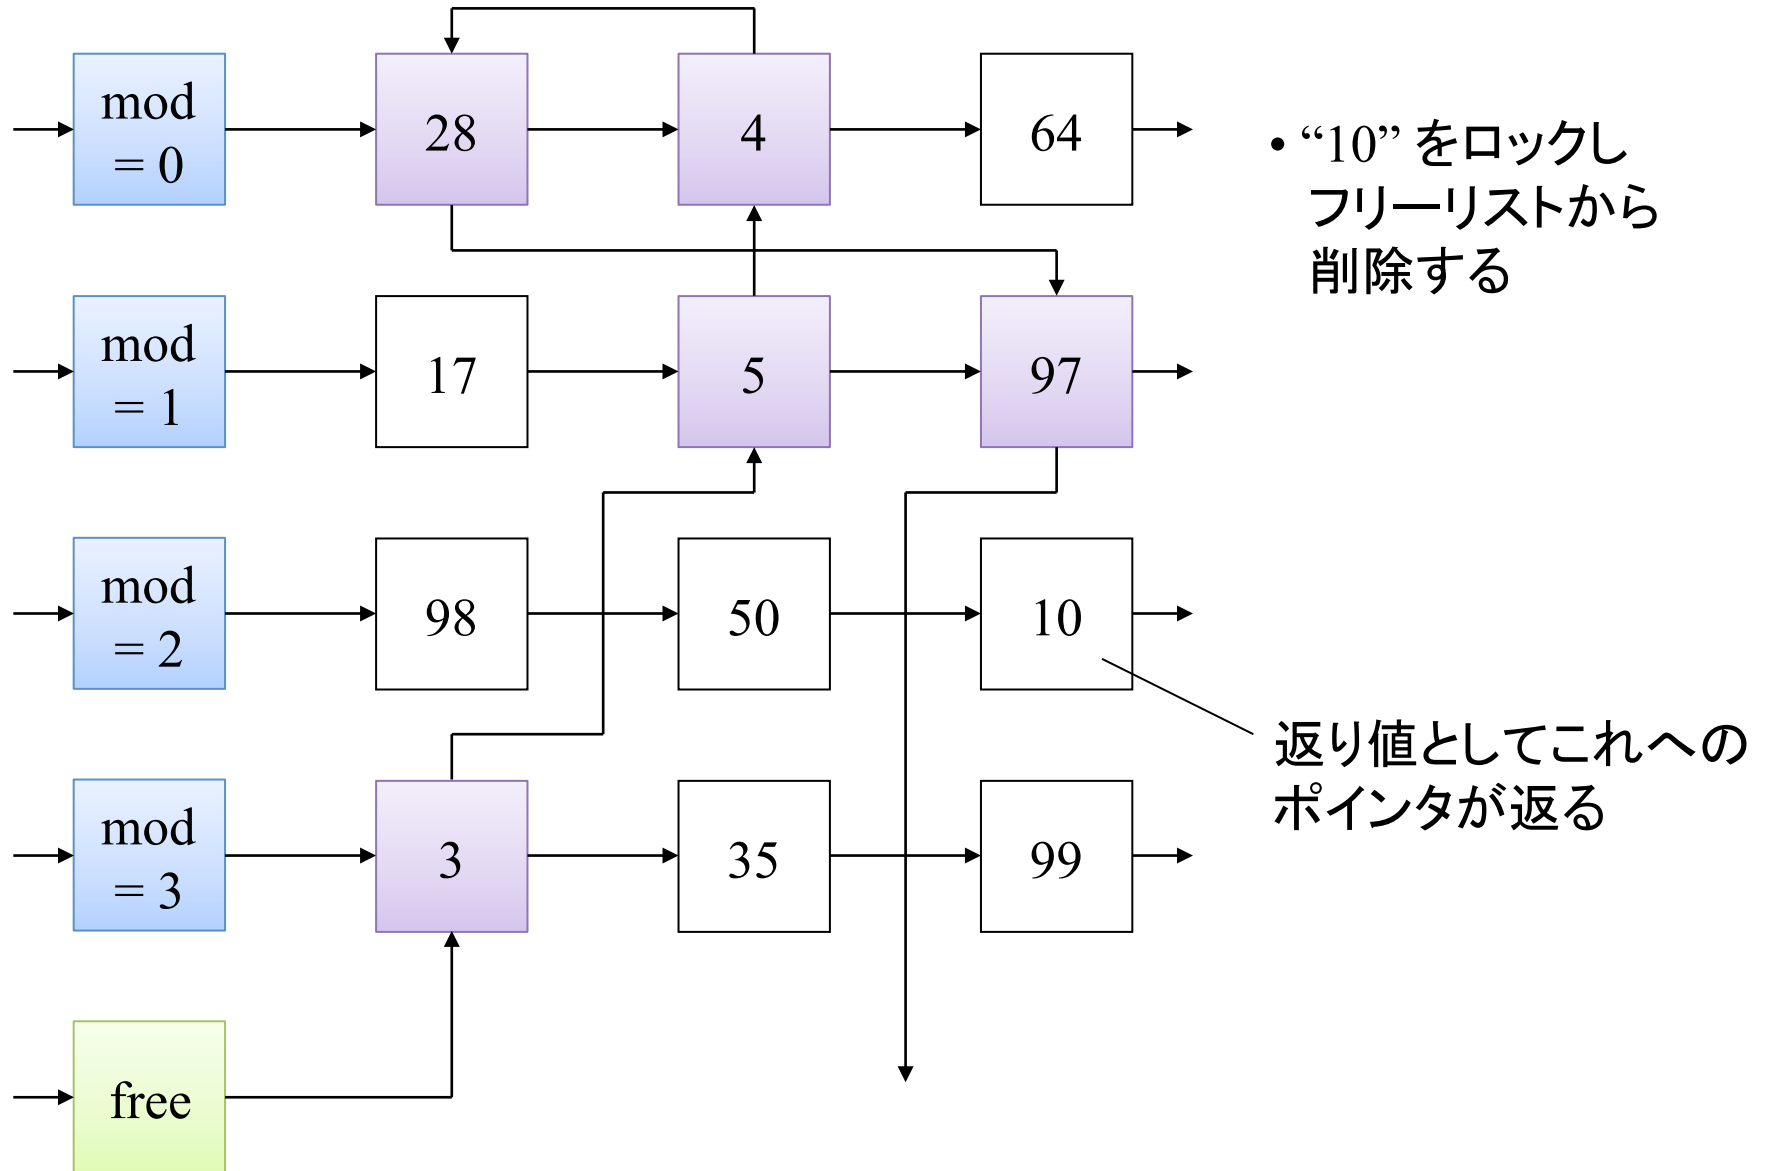 mod
= 0
28
4
64
• “10” をロックし
フリーリストから
削除する
mod
= 1
17
5
97
mod
= 2
98
50
10
返り値としてこれへの
ポインタが返る
mod
= 3
3
35
99
free